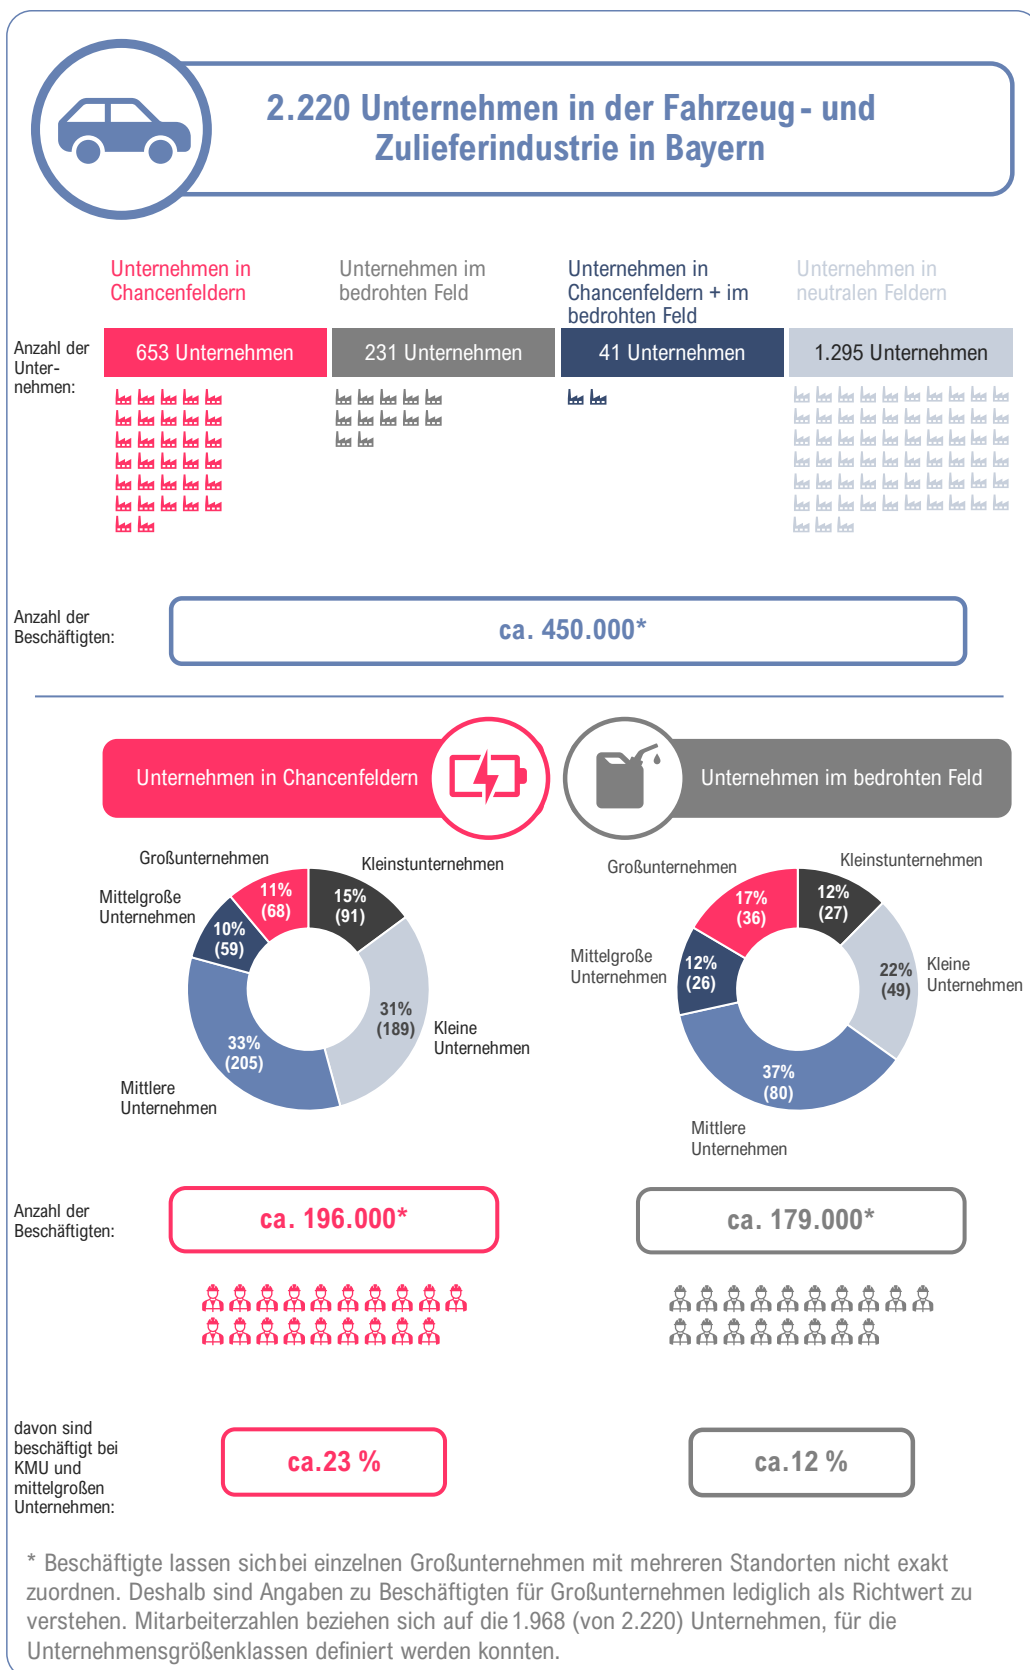 2.220 Unternehmen in der Fahrzeug- und
Zulieferindustrie in Bayern
Unternehmen in
Chancenfeldern
Unternehmen im
bedrohten Feld
Unternehmen in
Chancenfeldern + im
bedrohten Feld
Unternehmen in
neutralen Feldern
Anzahl der
Unter-
nehmen:
653 Unternehmen
231 Unternehmen
41 Unternehmen
1.295 Unternehmen
Anzahl der
Beschäftigten:
ca. 450.000*
Unternehmen in Chancenfeldern
Unternehmen im bedrohten Feld
Großunternehmen
Kleinstunternehmen
Mittelgroße
Unternehmen
11%
(68)
15%
(91)
10%
(59)
31%
(189)
Kleine
Unternehmen
33%
(205)
Mittlere
Unternehmen
Großunternehmen
Kleinstunternehmen
17%
(36)
12%
(27)
Mittelgroße
Unternehmen
12%
(26)
22%
(49)
Kleine
Unternehmen
37%
(80)
Mittlere
Unternehmen
Anzahl der
Beschäftigten:
ca. 196.000*
ca. 179.000*
davon sind
beschäftigt bei
KMU und
mittelgroßen
Unternehmen:
ca.23 %
ca.12 %
* Beschäftigte lassen sichbei einzelnen Großunternehmen mit mehreren Standorten nicht exakt
zuordnen. Deshalb sind Angaben zu Beschäftigten für Großunternehmen lediglich als Richtwert zu
verstehen. Mitarbeiterzahlen beziehen sich auf die 1.968 (von 2.220) Unternehmen, für die
Unternehmensgrößenklassen definiert werden konnten.